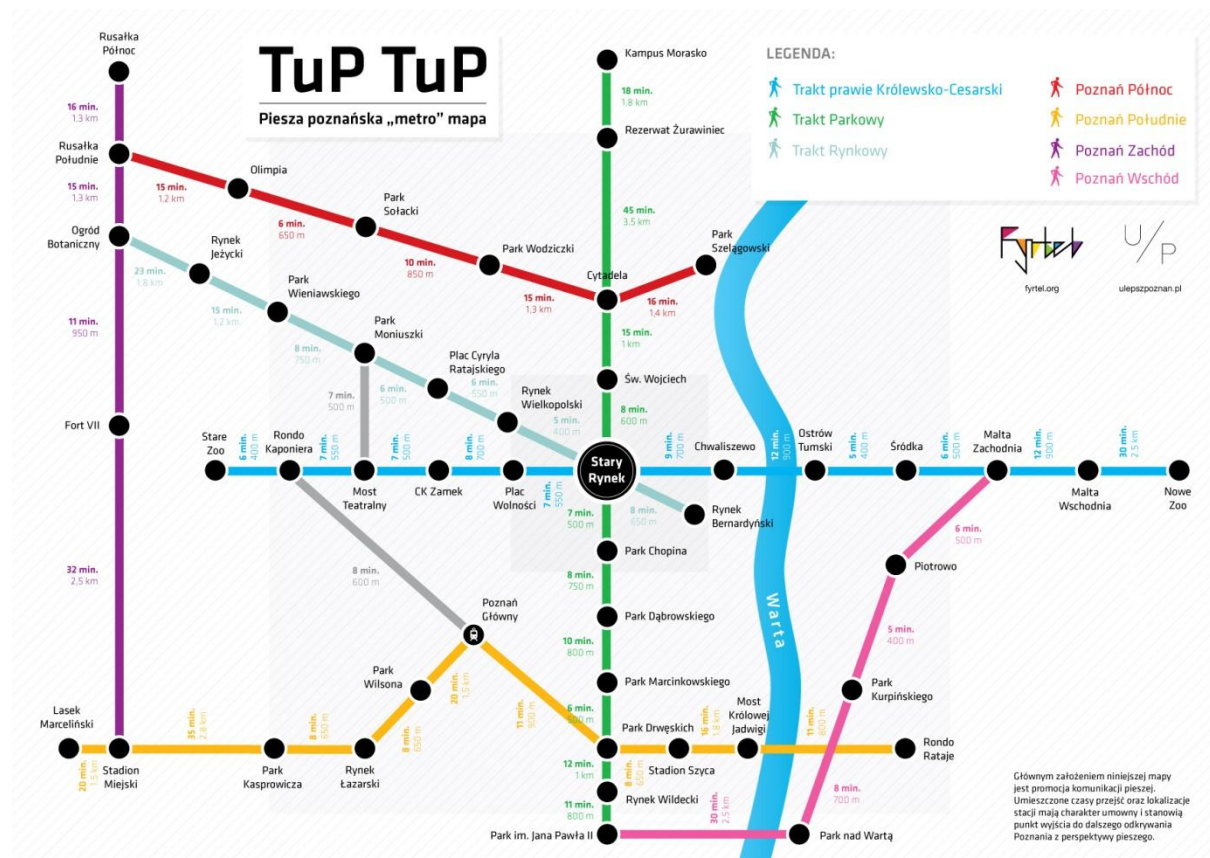 TuP TuP
Piesza poznańska „metro” mapa
LEGENDA:
Trakt prawie Królewsko-Cesarski
Trakt Parkowy
Trakt Rynkowy
Poznań Północ
Poznań Południe
Poznań Zachód
Poznań Wschód
Fyrtel
fyrtel.org
U/P
ulepszpoznan.pl
Rusałka
Północ
16 min.
1,3 km
Rusałka
Południe
15 min.
1,3 km
Ogród
Botaniczny
11 min.
950 m
Fort VII
32 min.
2,5 km
Stadion
Miejski
15 min.
1,2 km
Olimpia
6 min.
650 m
Park
Sołacki
10 min.
850 m
Park Wodziczki
15 min.
1,3 km
Cytadela
16 min.
1,4 km
Park
Szelągowski
23 min.
1,8 km
Rynek
Jeżycki
15 min.
1,2 km
Park
Wieniawskiego
8 min.
750 m
Park
Moniuszki
6 min.
500 m
Plac Cyryla
Ratajskiego
6 min.
550 m
Rynek
Wielkopolski
5 min.
400 m
Stary
Rynek
8 min.
650 m
Rynek
Bernardyński
Kampus Morasko
18 min.
1,8 km
Rezerwat Żurawiniec
45 min.
3,5 km
15 min.
1 km
Św. Wojciech
8 min.
600 m
7 min.
500 m
Park Chopina
8 min.
750 m
Park Dąbrowskiego
10 min.
800 m
Park Marcinkowskiego
6 min.
500 m
Park Drwęskich
12 min.
1 km
Rynek Wildecki
11 min.
800 m
Park im. Jana Pawła II
7 min.
500 m
Stare
Zoo
6 min.
400 m
Rondo
Kaponiera
7 min.
550 m
Most
Teatralny
7 min.
500 m
CK Zamek
8 min.
700 m
Plac
Wolności
7 min.
550 m
9 min.
700 m
Chwaliszewo
12 min.
900 m
Ostrów
Tumski
5 min.
400 m
Śródka
6 min.
500 m
Malta
Zachodnia
12 min.
900 m
Malta
Wschodnia
30 min.
2,5 km
Nowe
Zoo
8 min.
600 m
Poznań
Główny
Warta
6 min.
500 m
Piotrowo
5 min.
400 m
Park
Kurpińskiego
8 min.
700 m
Park nad Wartą
30 min.
2,5 km
Lasek
Marceliński
20 min.
1,5 km
35 min.
2,8 km
Park
Kasprowicza
8 min.
650 m
Rynek
Łazarski
8 min.
650 m
Park
Wilsona
20 min.
1,5 km
11 min.
900 m
8 min.
650 m
Stadion Szyca
16 min.
1,8 km
Most
Królowej
Jadwigi
11 min.
800 m
Rondo
Rataje
Głównym założeniem niniejszej mapy
jest promocja komunikacji pieszej.
Umieszczone czasy przejść oraz lokalizacje
stacji mają charakter umowny i stanowią
punkt wyjścia do dalszego odkrywania
Poznania z perspektywy pieszego.